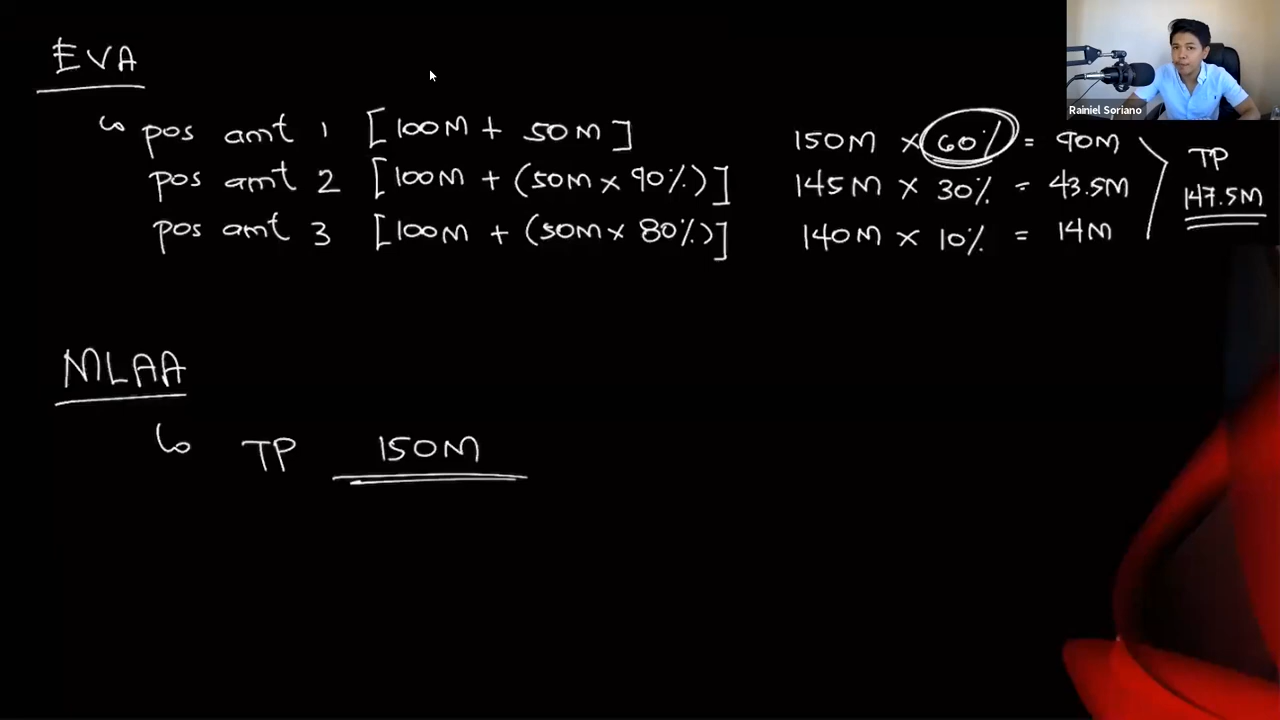 EVA
Rainiel Soriano
pos amt 1 [100M + 50M] 150M × 60% = 90M
TP
pos amt 2 [100M + (50M × 90%)] 145M × 30% = 43.5M
147.5M
pos amt 3 [100M + (50M × 80%)] 140M × 10% = 14M
MLAA
TP 150M